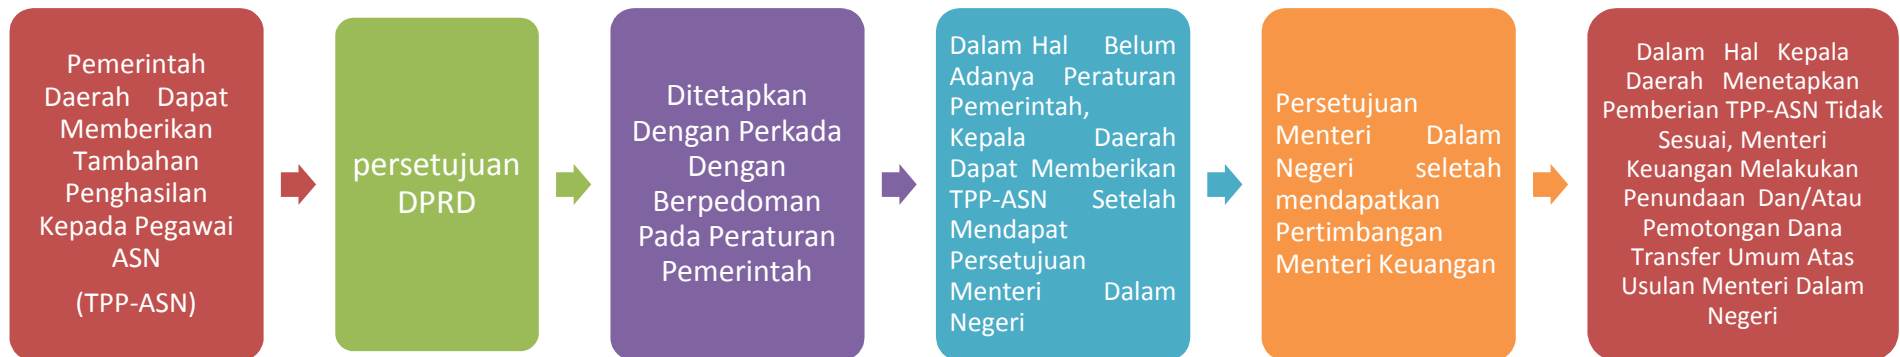 Pemerintah
Daerah Dapat
Memberikan
Tambahan
Penghasilan
Kepada Pegawai
ASN
(TPP-ASN)
persetujuan
DPRD
Ditetapkan
Dengan Perkada
Dengan
Berpedoman
Pada Peraturan
Pemerintah
Dalam Hal Belum
Adanya Peraturan
Pemerintah,
Kepala Daerah
Dapat Memberikan
TPP-ASN Setelah
Mendapat
Persetujuan
Menteri Dalam
Negeri
Persetujuan
Menteri Dalam
Negeri seletah
mendapatkan
Pertimbangan
Menteri Keuangan
Dalam Hal Kepala
Daerah Menetapkan
Pemberian TPP-ASN Tidak
Sesuai, Menteri
Keuangan Melakukan
Penundaan Dan/Atau
Pemotongan Dana
Transfer Umum Atas
Usulan Menteri Dalam
Negeri